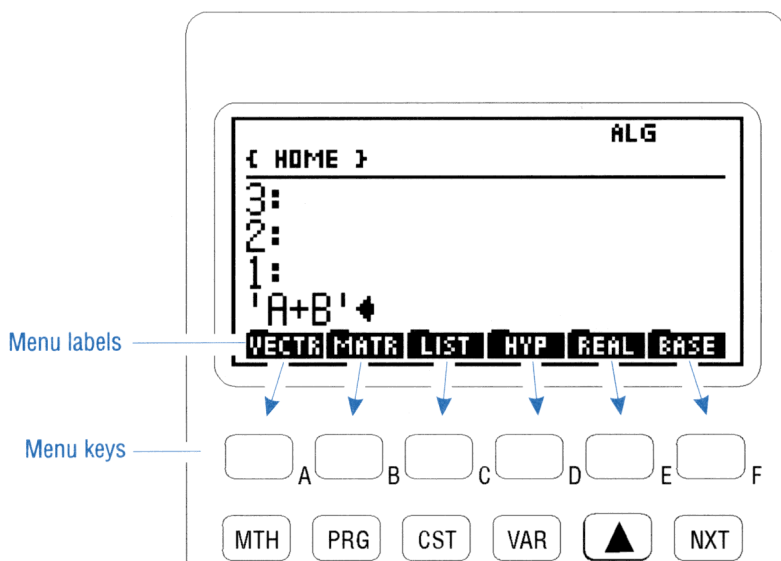 ALG
{ HOME }
3:
2:
1:
'A+B'◆
Menu labels
VECTR MATR LIST HYP REAL BASE
Menu keys
A B C D E F
MTH PRG CST VAR ▲ NXT